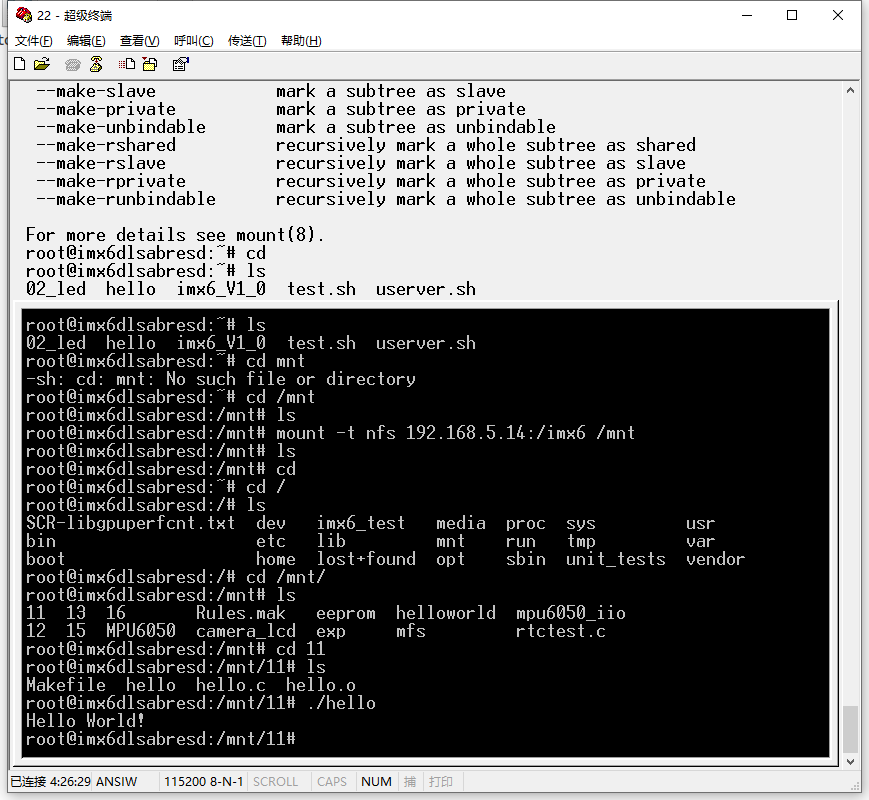 22 - 超级终端
文件(F) 编辑(E) 查看(V) 呼叫(C) 传送(T) 帮助(H)
--make-slave mark a subtree as slave
--make-private mark a subtree as private
--make-unbindable mark a subtree as unbindable
--make-rshared recursively mark a whole subtree as shared
--make-rslave recursively mark a whole subtree as slave
--make-rprivate recursively mark a whole subtree as private
--make-runbindable recursively mark a whole subtree as unbindable
For more details see mount(8).
root@imx6dlsabresd:~# cd
root@imx6dlsabresd:~# ls
02_led hello imx6_V1_0 test.sh userver.sh
root@imx6dlsabresd:~# ls
02_led hello imx6_V1_0 test.sh userver.sh
root@imx6dlsabresd:~# cd mnt
-sh: cd: mnt: No such file or directory
root@imx6dlsabresd:~# cd /mnt
root@imx6dlsabresd:/mnt# ls
root@imx6dlsabresd:/mnt# mount -t nfs 192.168.5.14:/imx6 /mnt
root@imx6dlsabresd:/mnt# ls
root@imx6dlsabresd:/mnt# cd
root@imx6dlsabresd:~# cd /
root@imx6dlsabresd:/# ls
SCR-libgpuperfcnt.txt dev imx6_test media proc sys usr
bin etc lib mnt run tmp var
boot home lost+found opt sbin unit_tests vendor
root@imx6dlsabresd:/# cd /mnt/
root@imx6dlsabresd:/mnt# ls
11 13 16 Rules.mak eeprom helloworld mpu6050_iio
12 15 MPU6050 camera_lcd exp mfs rtctest.c
root@imx6dlsabresd:/mnt# cd 11
root@imx6dlsabresd:/mnt/11# ls
Makefile hello hello.c hello.o
root@imx6dlsabresd:/mnt/11# ./hello
Hello World!
root@imx6dlsabresd:/mnt/11#
已连接 4:26:29 ANSIW 115200 8-N-1 SCROLL CAPS NUM 捕 打印